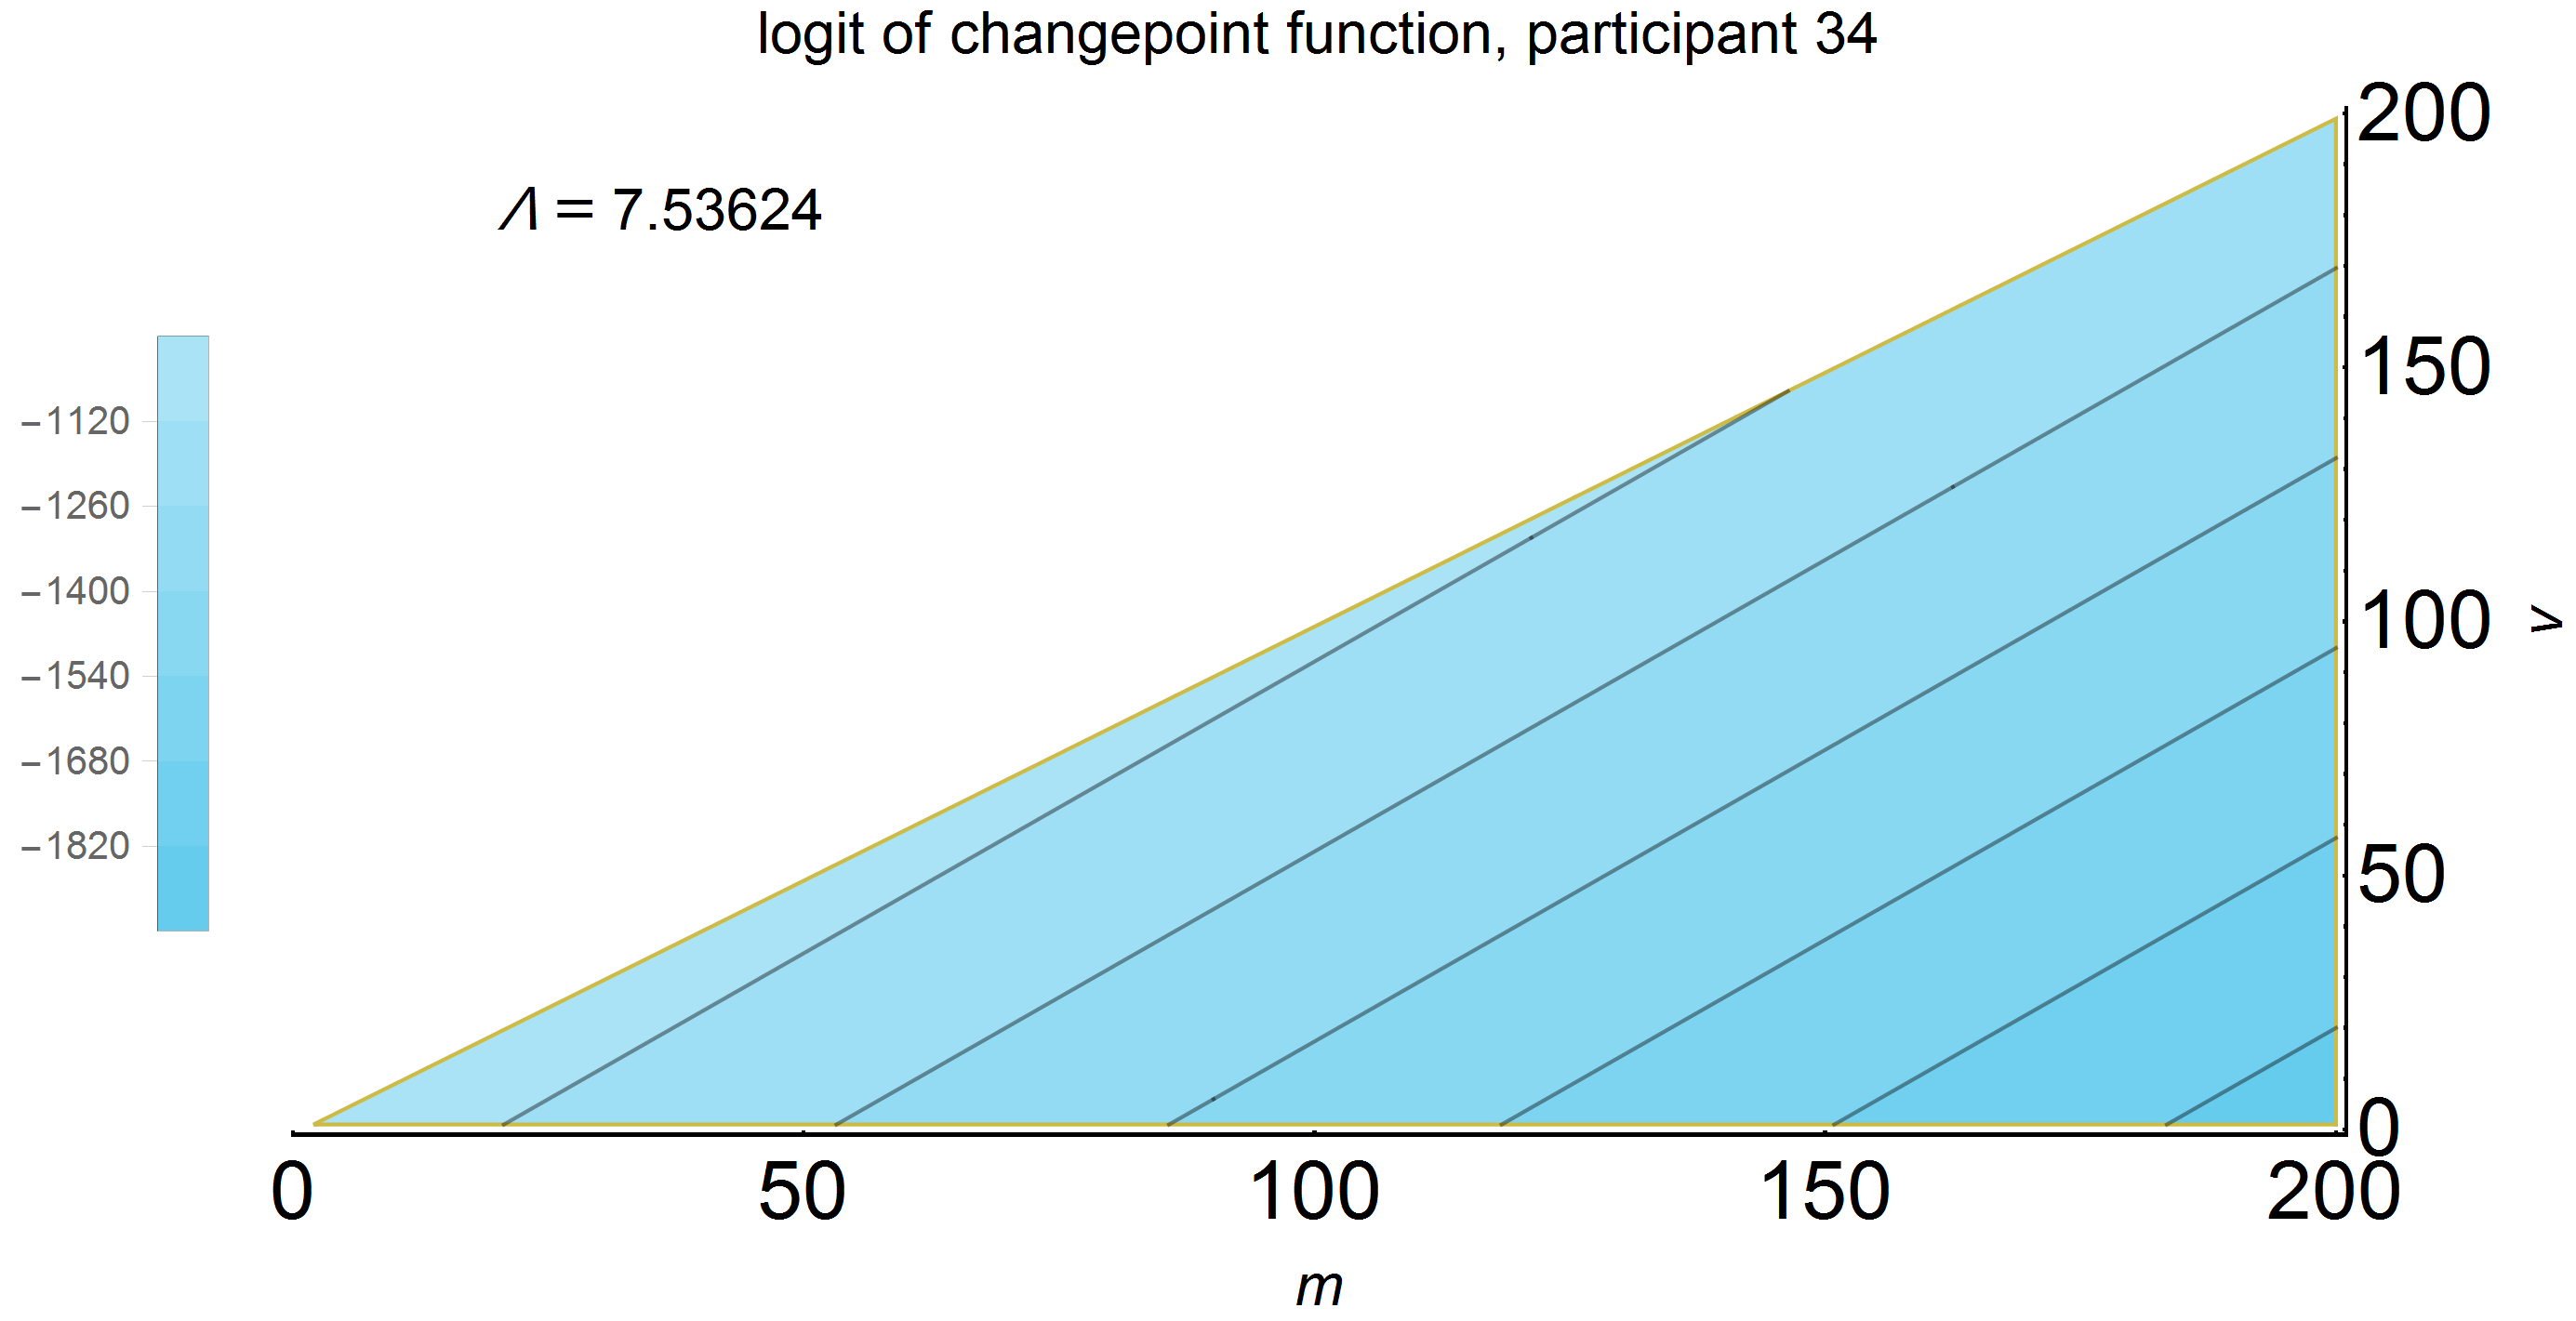 logit of changepoint function, participant 34
Λ = 7.53624
−1120
−1260
−1400
−1540
−1680
−1820
200
150
100
50
0
v
0 50 100 150 200
m